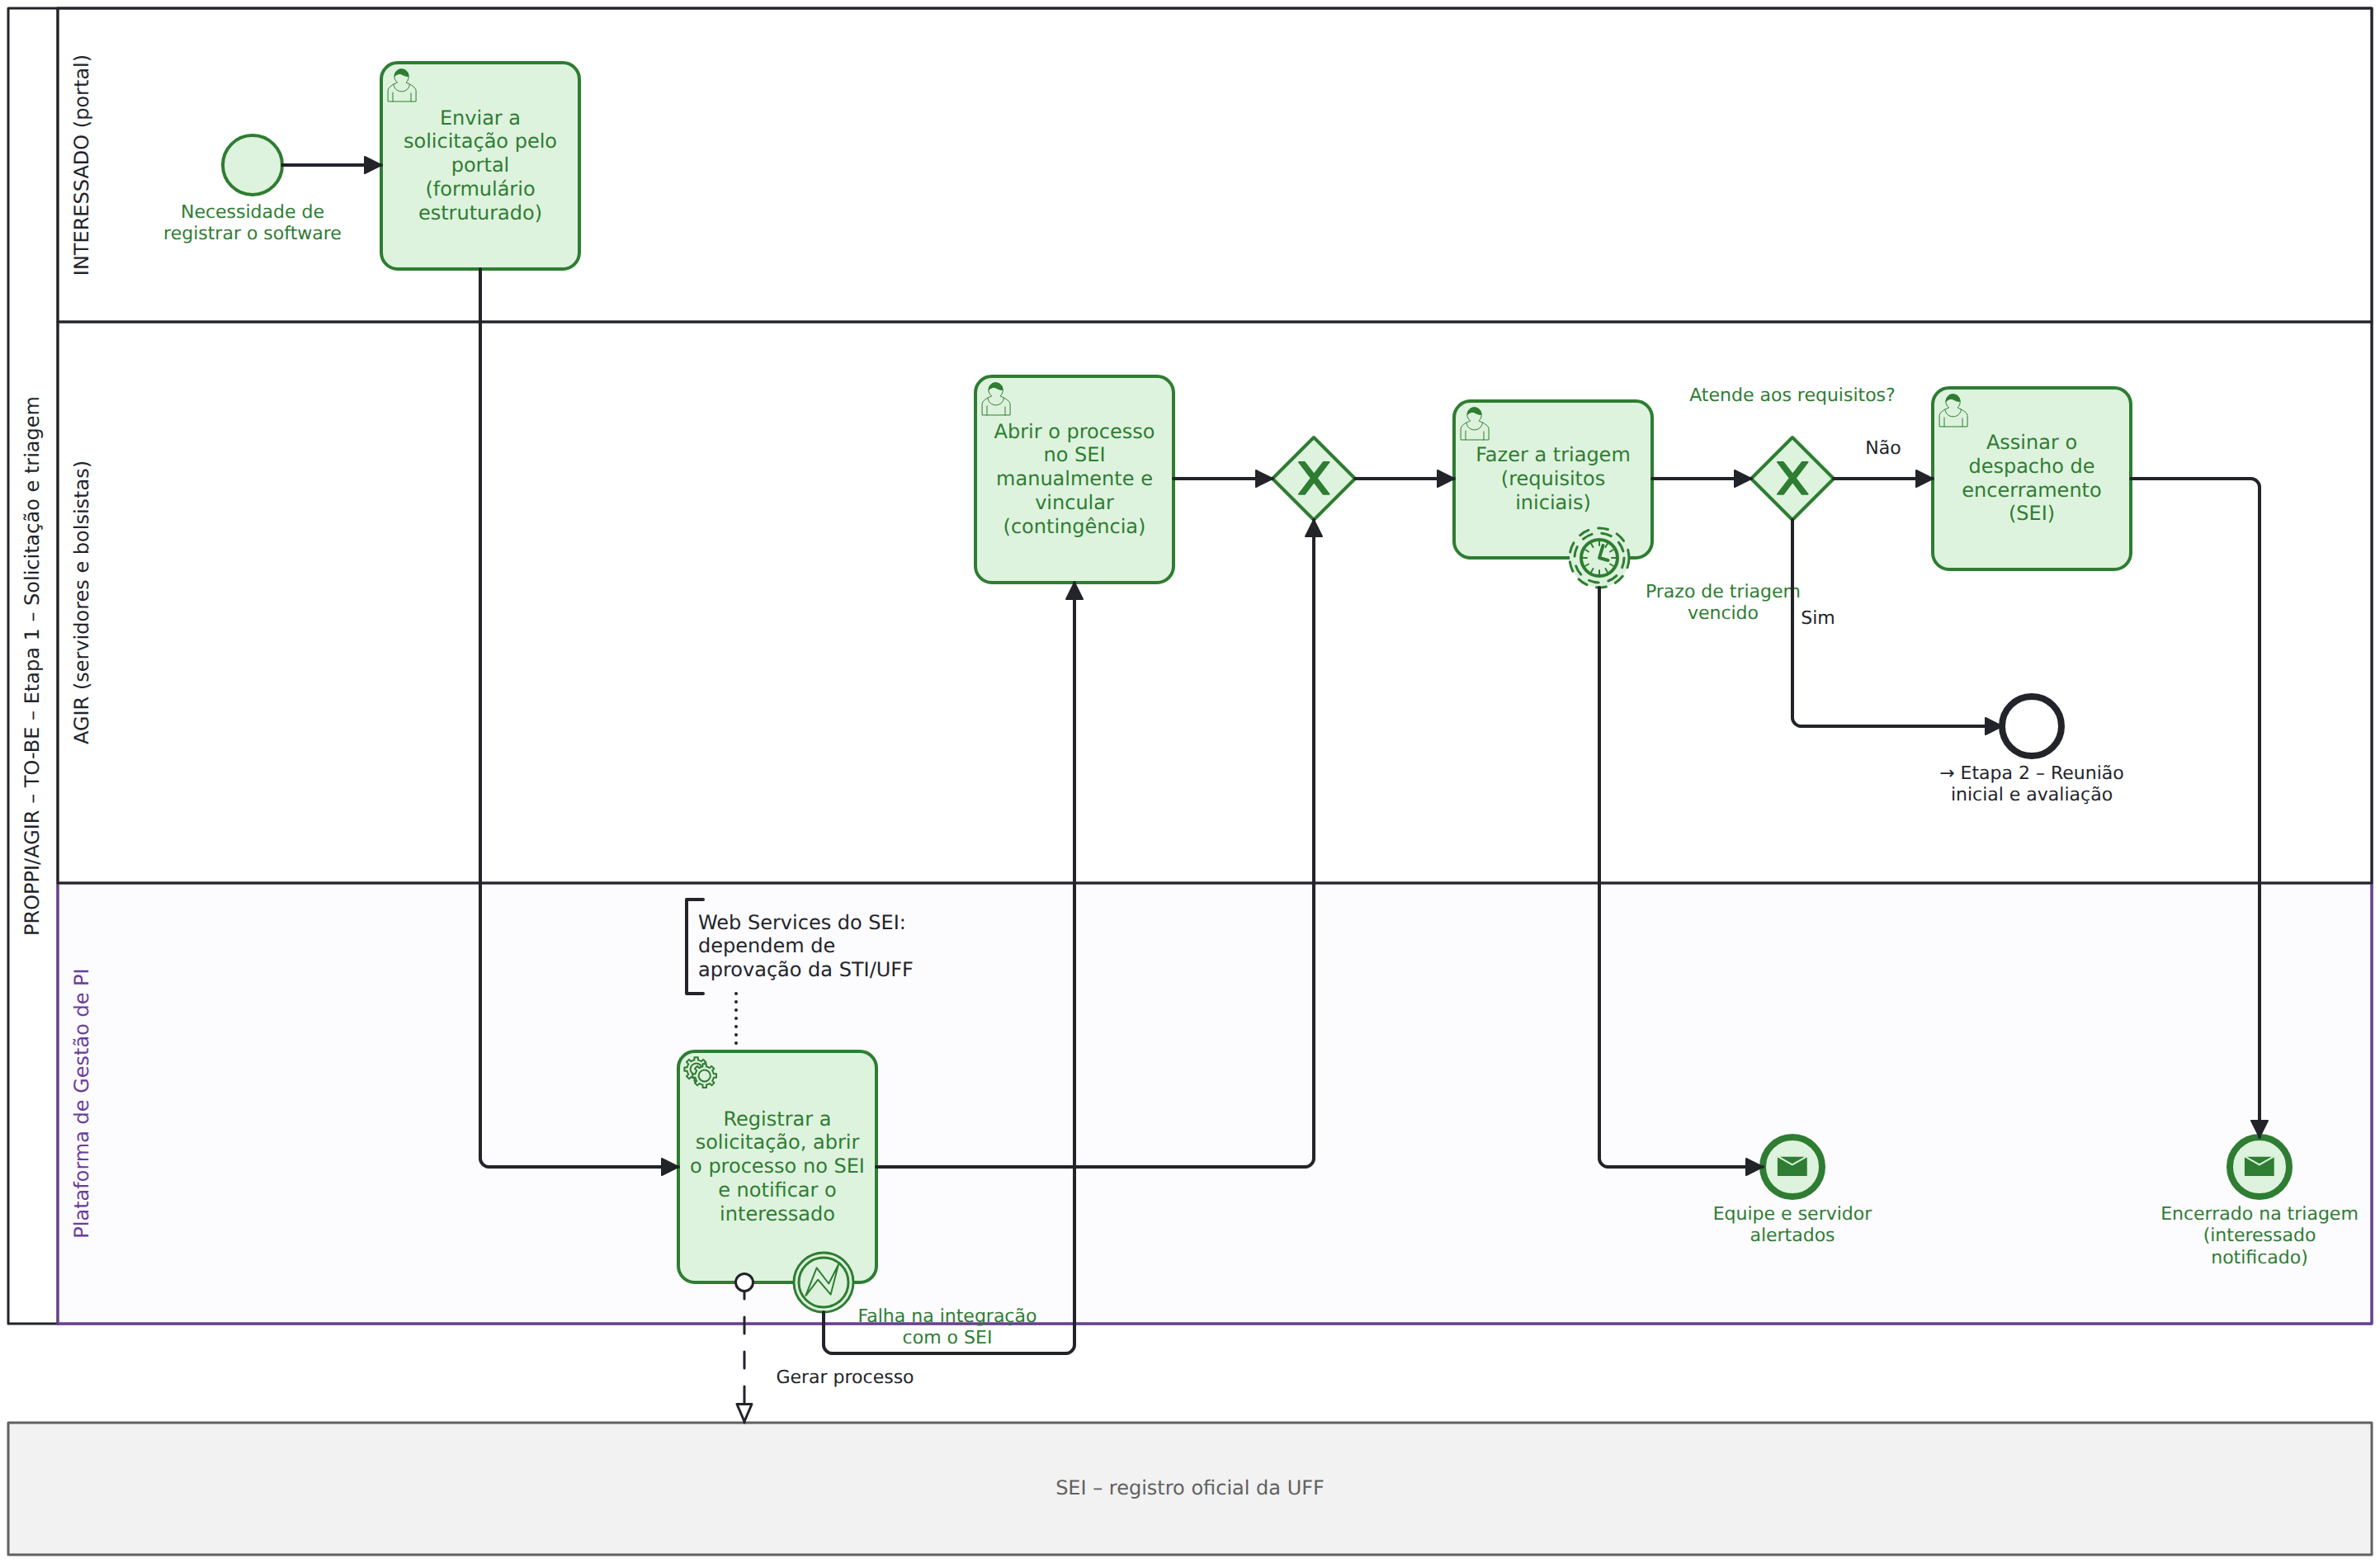 PROPPI/AGIR – TO-BE – Etapa 1 – Solicitação e triagem
INTERESSADO (portal)
Necessidade de
registrar o software
Enviar a
solicitação pelo
portal
(formulário
estruturado)
AGIR (servidores e bolsistas)
Abrir o processo
no SEI
manualmente e
vincular
(contingência)
Fazer a triagem
(requisitos
iniciais)
Prazo de triagem
vencido
Atende aos requisitos?
Não
Sim
Assinar o
despacho de
encerramento
(SEI)
→ Etapa 2 – Reunião
inicial e avaliação
Plataforma de Gestão de PI
Web Services do SEI:
dependem de
aprovação da STI/UFF
Registrar a
solicitação, abrir
o processo no SEI
e notificar o
interessado
Falha na integração
com o SEI
Gerar processo
Equipe e servidor
alertados
Encerrado na triagem
(interessado
notificado)
SEI – registro oficial da UFF